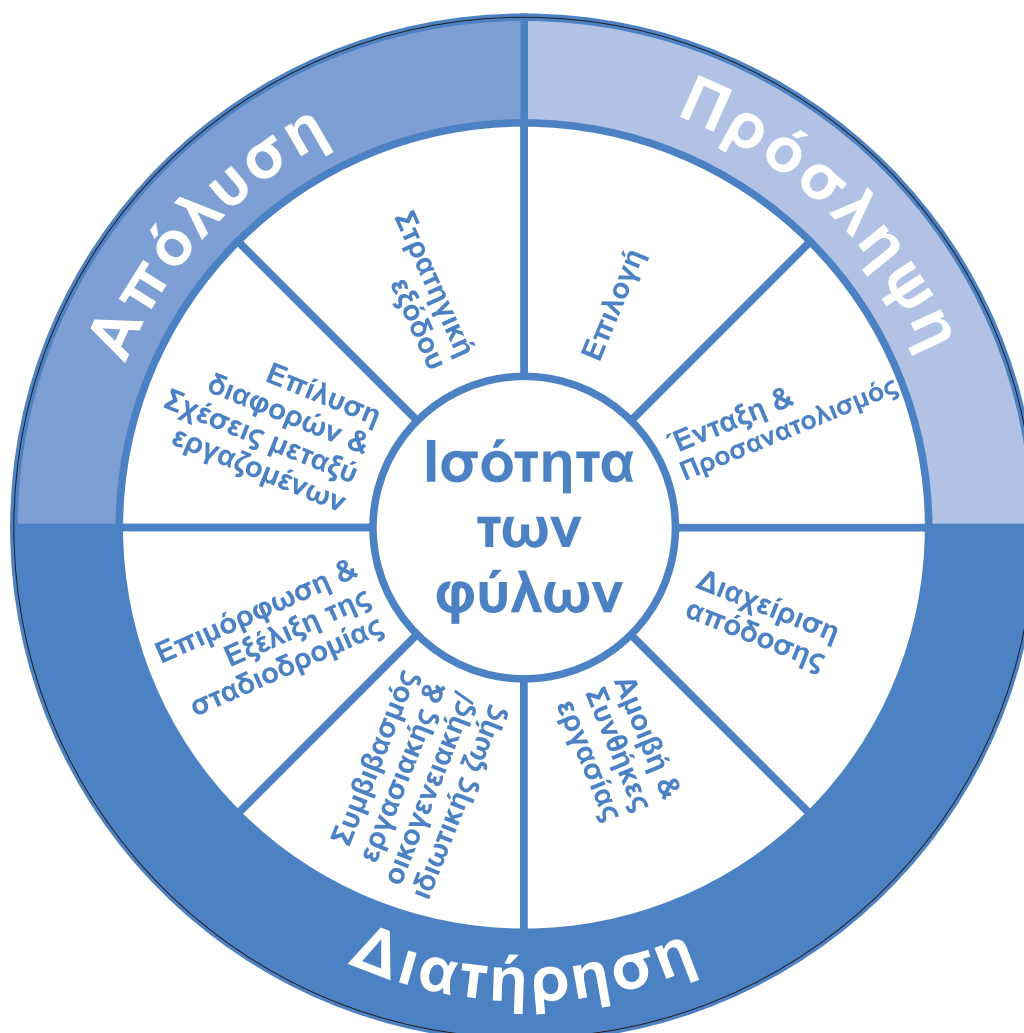 Ισότητα
των
φύλων
Πρόσληψη
Επιλογή
Ένταξη &
Προσανατολισμός
Διατήρηση
Διαχείριση
απόδοσης
Αμοιβή &
Συνθήκες
εργασίας
Συμβιβασμός
εργασιακής &
οικογενειακής/
ιδιωτικής ζωής
Επιμόρφωση &
Εξέλιξη της
σταδιοδρομίας
Απόλυση
Επίλυση
διαφορών &
Σχέσεις μεταξύ
εργαζομένων
Στρατηγική
εξόδου